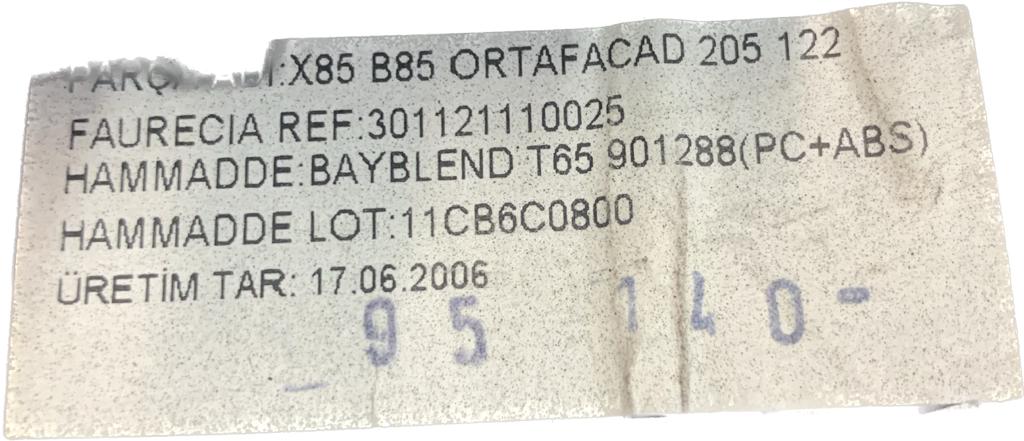 :X85 B85 ORTAFACAD 205 122
FAURECIA REF:301121110025
HAMMADDE:BAYBLEND T65 901288(PC+ABS)
HAMMADDE LOT:11CB6C0800
ÜRETİM TAR: 17.06.2006
_ 95 140-